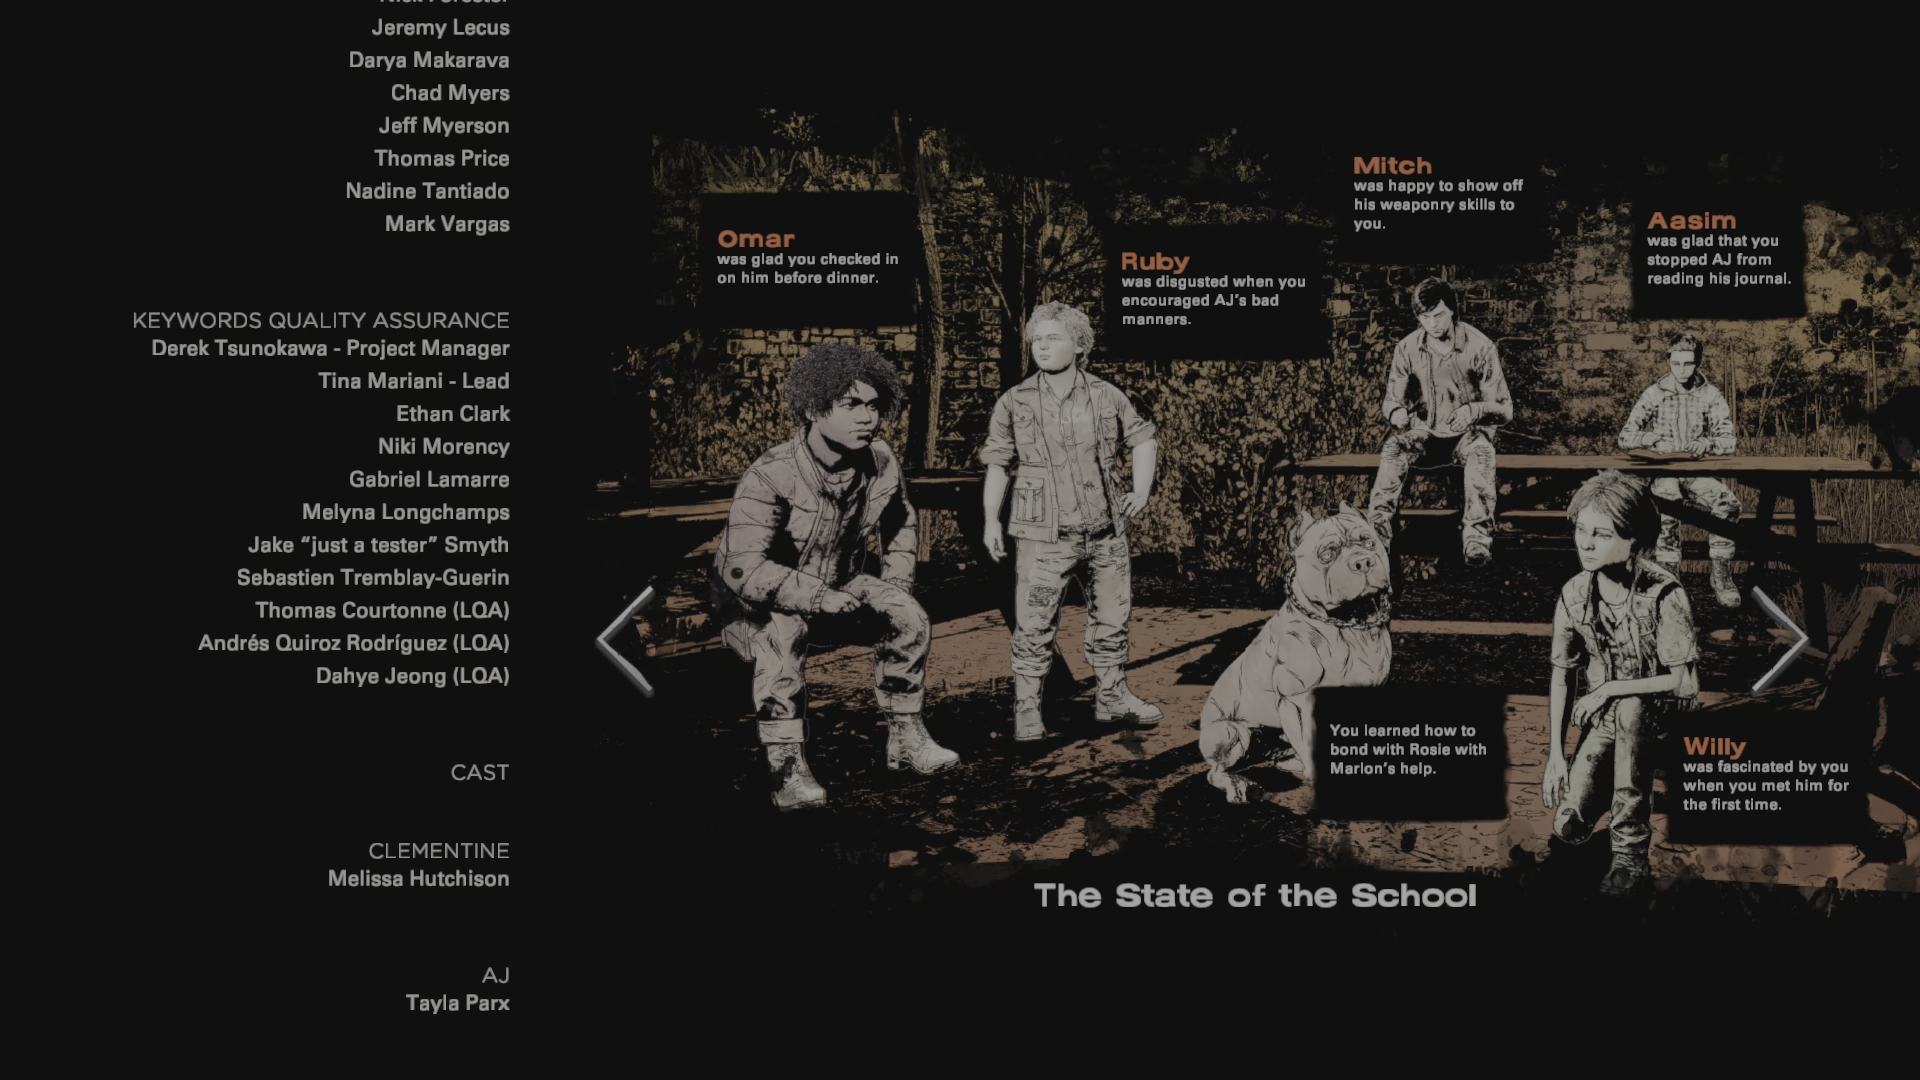 Jeremy Lecus
Darya Makarava
Chad Myers
Jeff Myerson
Thomas Price
Nadine Tantiado
Mark Vargas
KEYWORDS QUALITY ASSURANCE
Derek Tsunokawa - Project Manager
Tina Mariani - Lead
Ethan Clark
Niki Morency
Gabriel Lamarre
Melyna Longchamps
Jake “just a tester” Smyth
Sebastien Tremblay-Guerin
Thomas Courtonne (LQA)
Andrés Quiroz Rodríguez (LQA)
Dahye Jeong (LQA)
CAST
CLEMENTINE
Melissa Hutchison
AJ
Tayla Parx
Omar
was glad you checked in
on him before dinner.
Ruby
was disgusted when you
encouraged AJ's bad
manners.
Mitch
was happy to show off
his weaponry skills to
you.
Aasim
was glad that you
stopped AJ from
reading his journal.
You learned how to
bond with Rosie with
Marlon's help.
Willy
was fascinated by you
when you met him for
the first time.
The State of the School